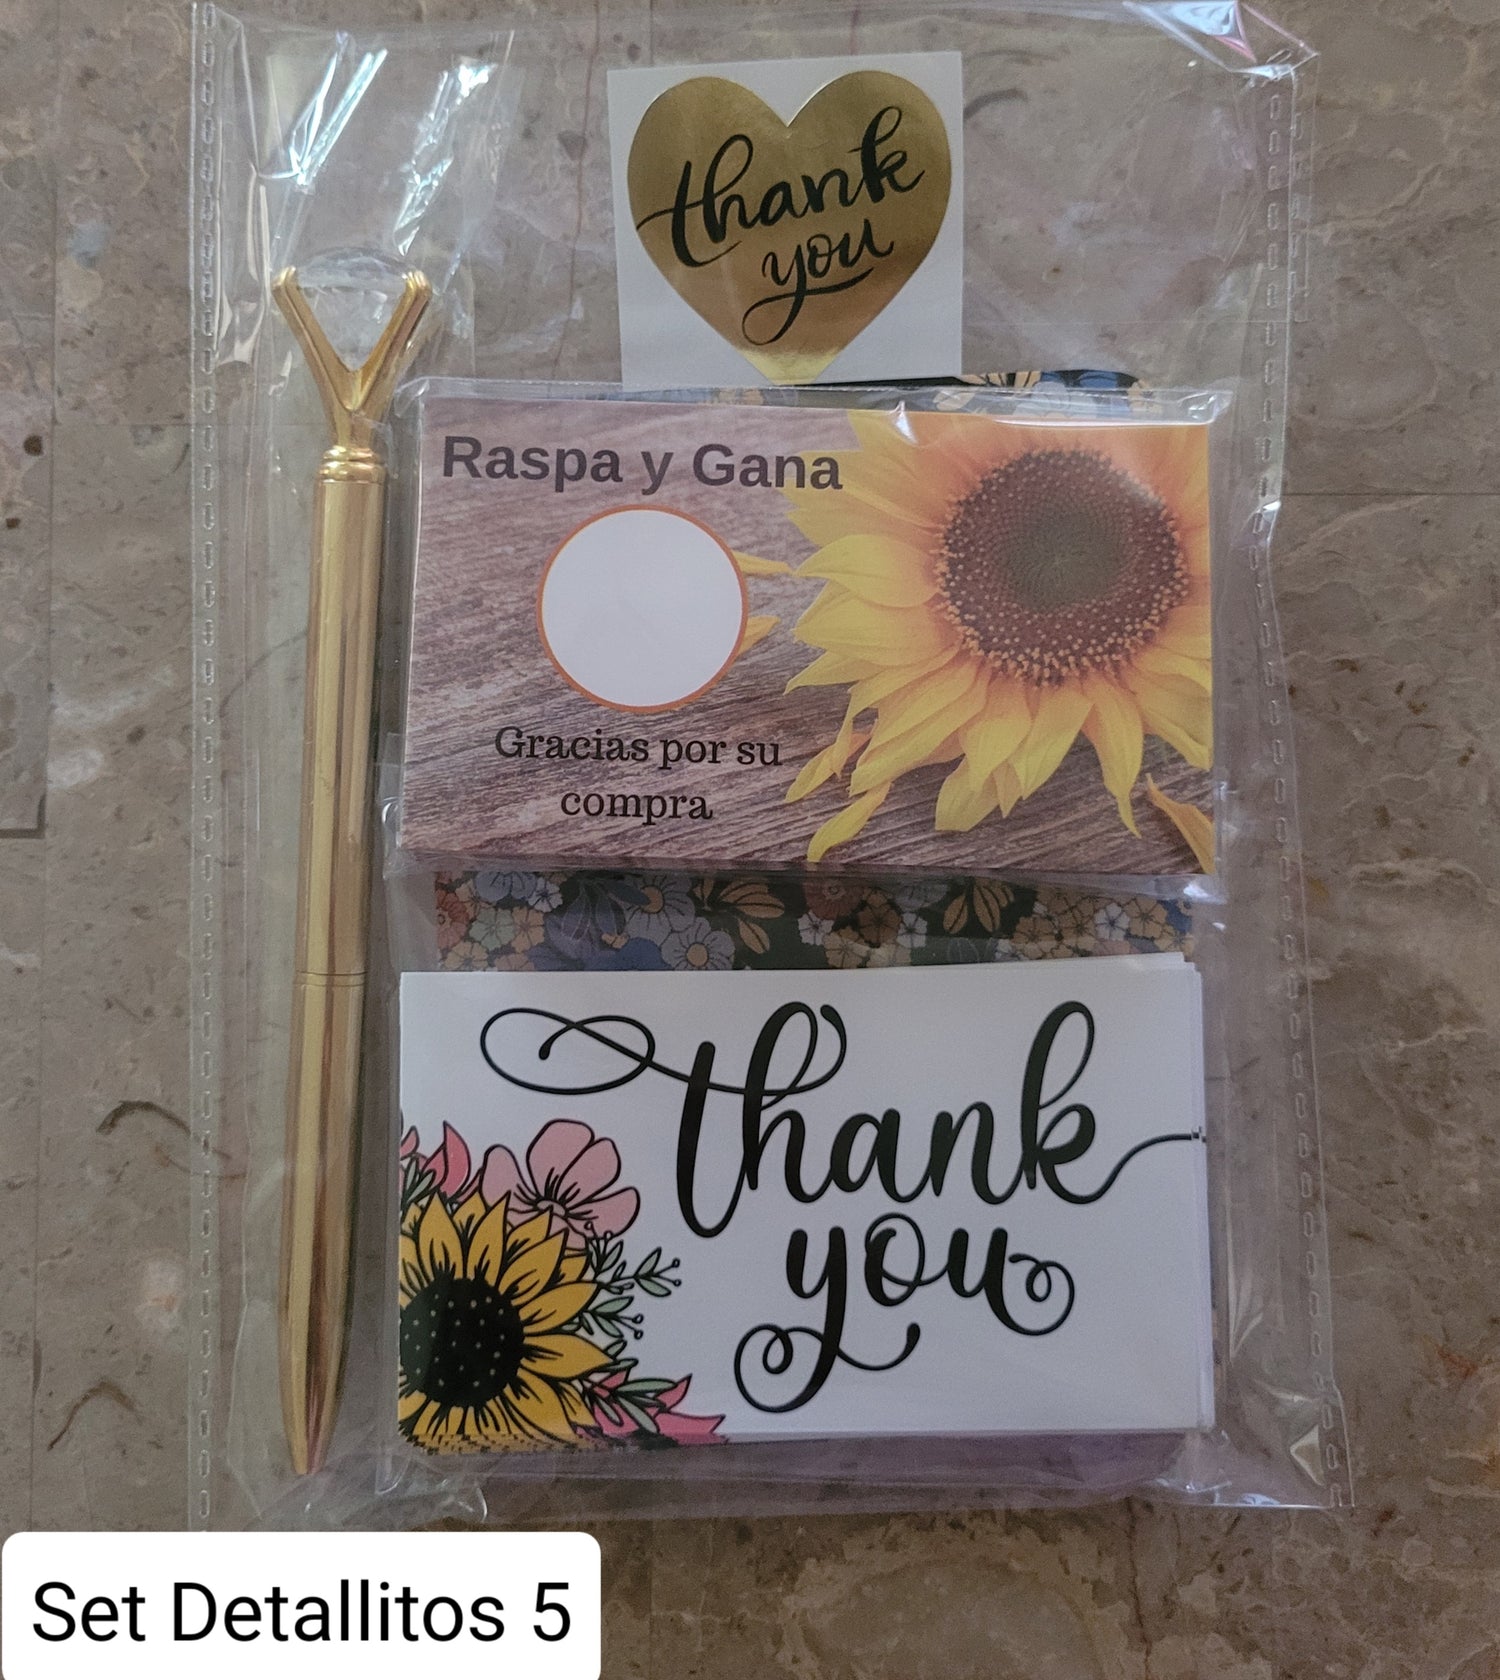 thank
you
Raspa y Gana
Gracias por su
compra
thank
you
Set Detallitos 5